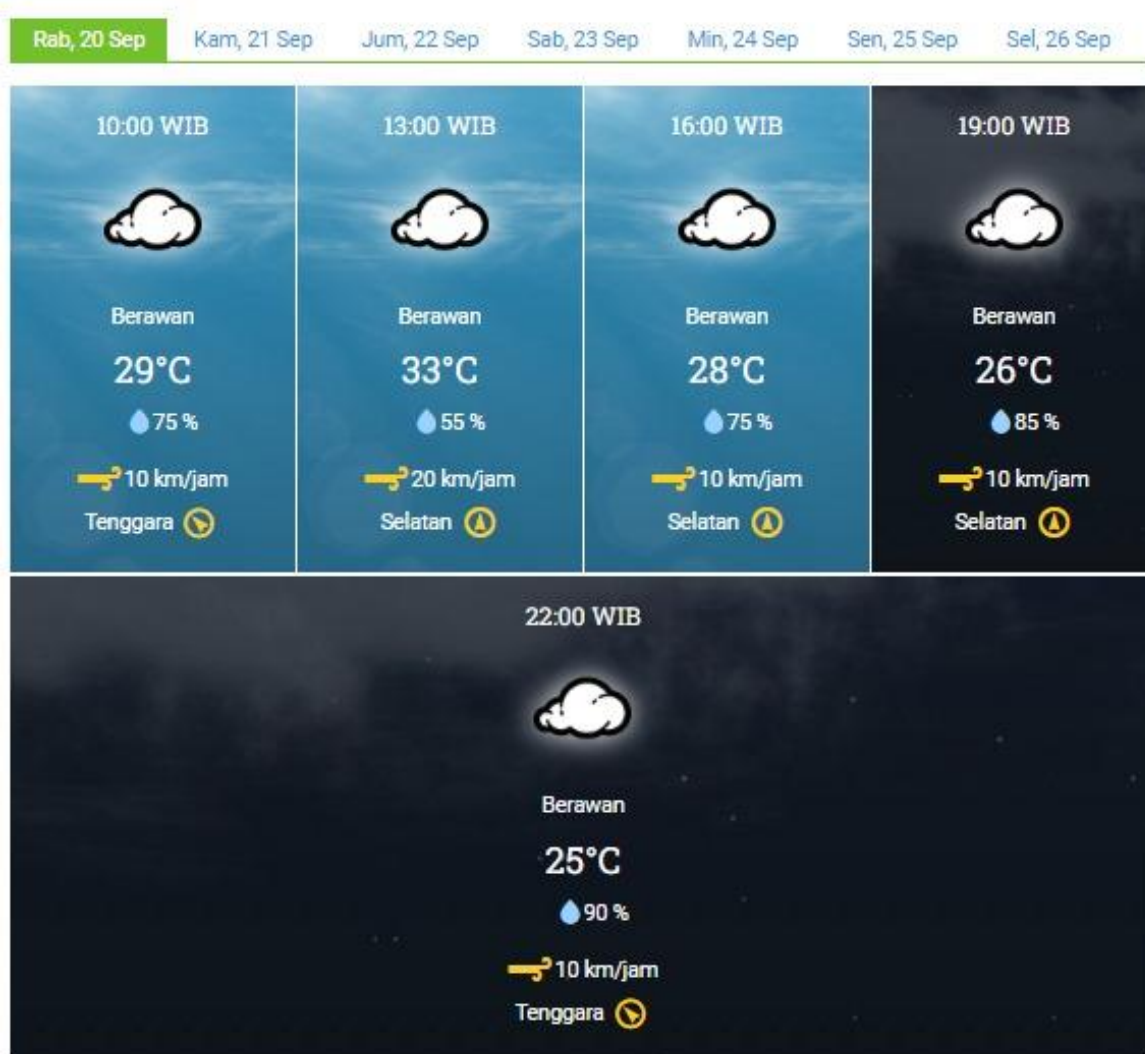 Rab, 20 Sep Kam, 21 Sep Jum, 22 Sep Sab, 23 Sep Min, 24 Sep Sen, 25 Sep Sel, 26 Sep
10:00 WIB
Berawan
29°C
75 %
10 km/jam
Tenggara
13:00 WIB
Berawan
33°C
55 %
20 km/jam
Selatan
16:00 WIB
Berawan
28°C
75 %
10 km/jam
Selatan
19:00 WIB
Berawan
26°C
85 %
10 km/jam
Selatan
22:00 WIB
Berawan
25°C
90 %
10 km/jam
Tenggara